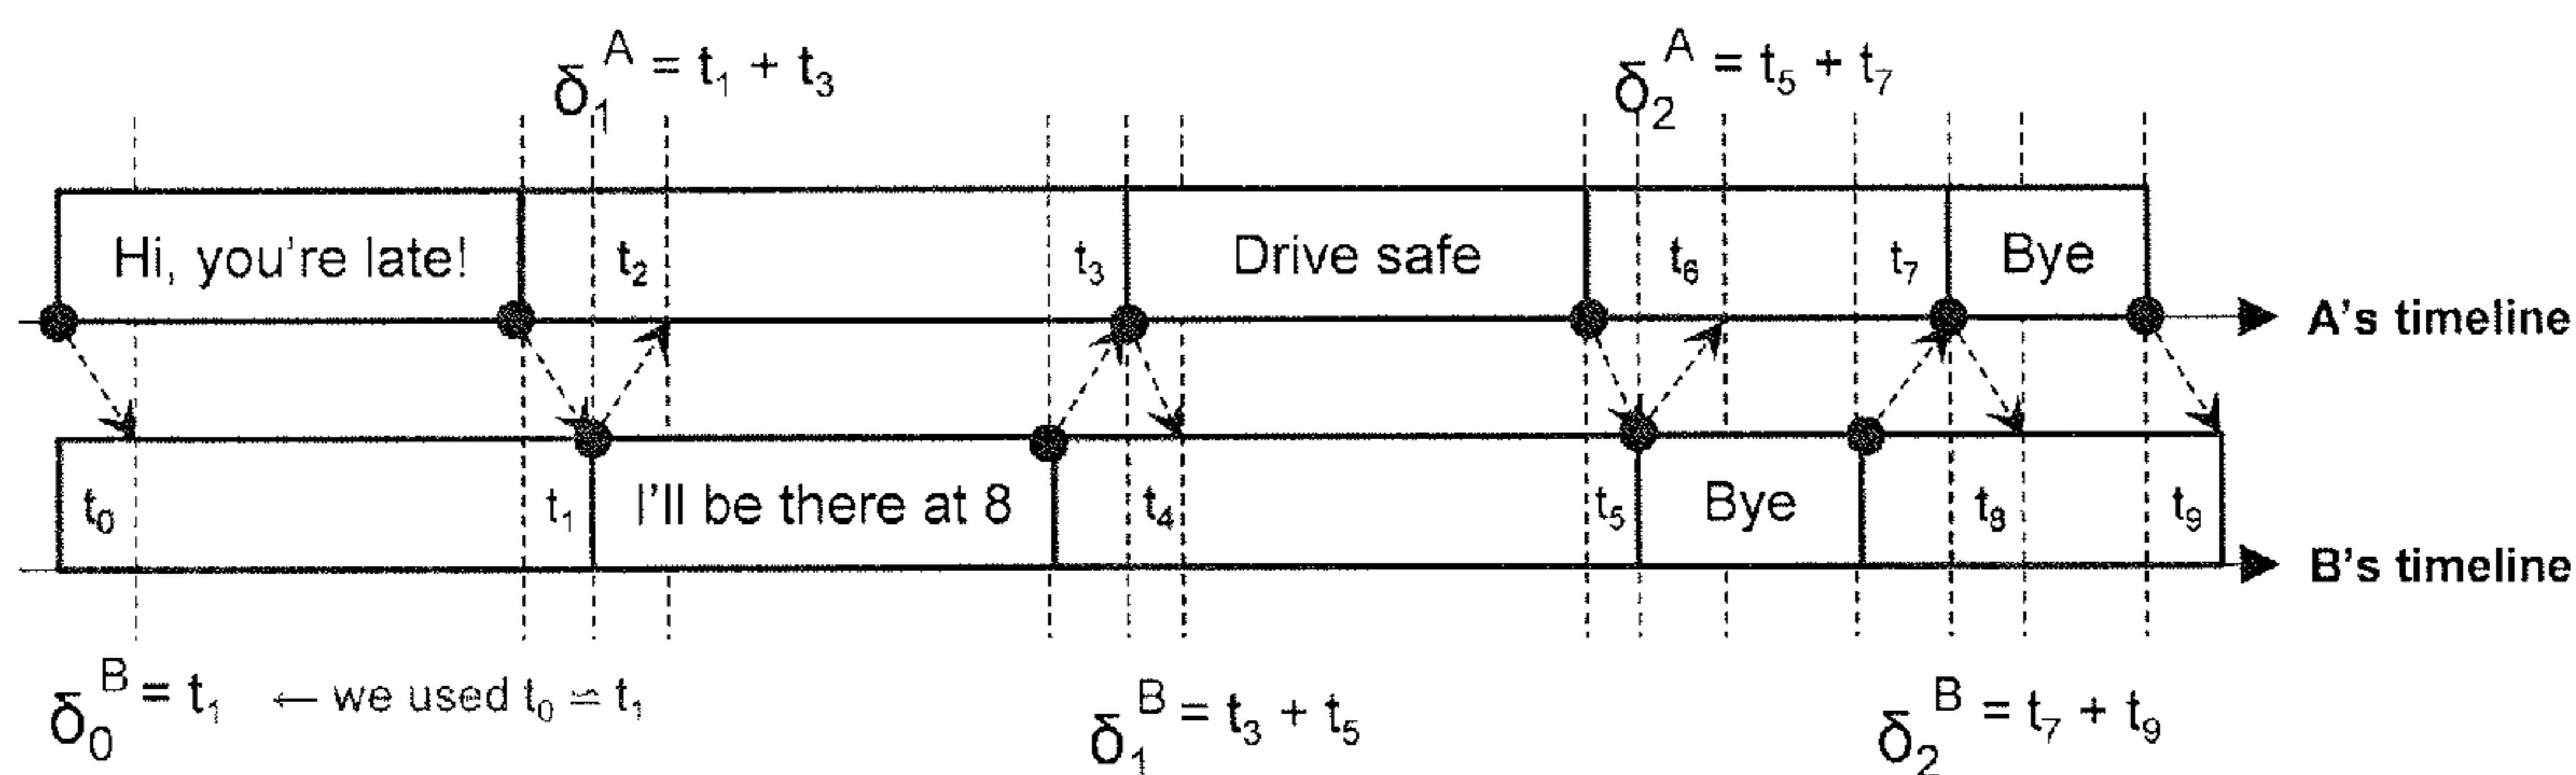 δ₁ᴬ = t₁ + t₃ δ₂ᴬ = t₅ + t₇
Hi, you're late! t₂ t₃ Drive safe t₆ t₇ Bye
A's timeline
t₀ t₁ I'll be there at 8 t₄ t₅ Bye t₈ t₉
B's timeline
δ₀ᴮ = t₁ ← we used t₀ ≃ t₁ δ₁ᴮ = t₃ + t₅ δ₂ᴮ = t₇ + t₉